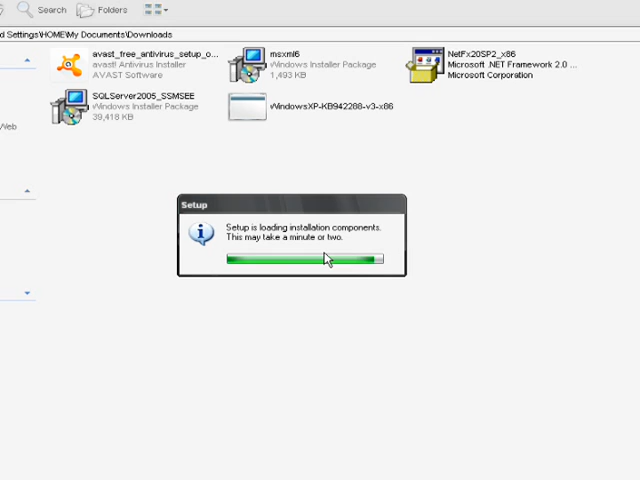 Search Folders
d Settings\HOME\My Documents\Downloads
avast_free_antivirus_setup_o...
avast! Antivirus Installer
AVAST Software
msxml6
Windows Installer Package
1,493 KB
NetFx20SP2_x86
Microsoft .NET Framework 2.0 ...
Microsoft Corporation
SQLServer2005_SSMSEE
Windows Installer Package
39,418 KB
WindowsXP-KB942288-v3-x86
/Web
Setup
Setup is loading installation components.
This may take a minute or two.